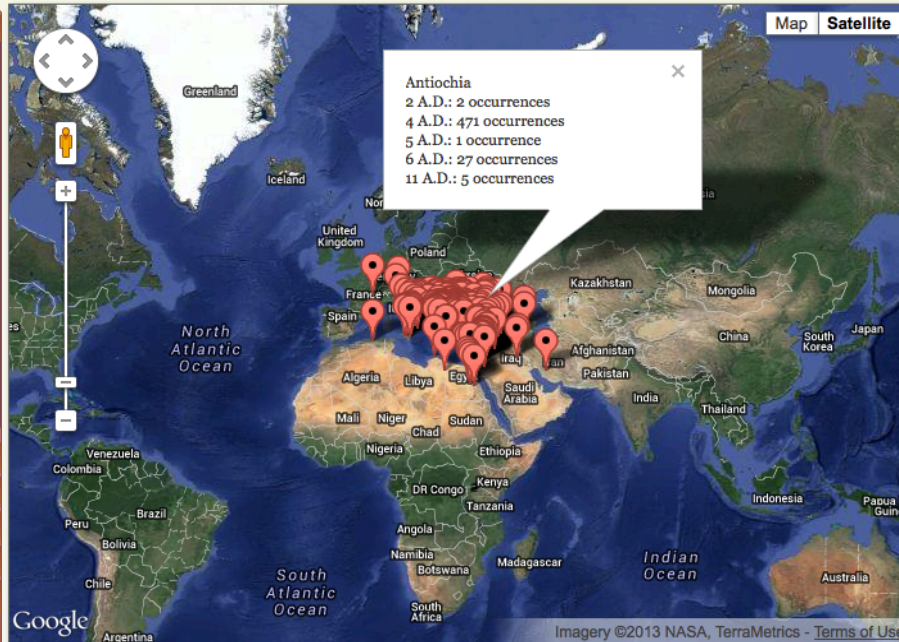 Map
Satellite
Greenland
Antiochia
2 A.D.: 2 occurrences
4 A.D.: 471 occurrences
5 A.D.: 1 occurrence
6 A.D.: 27 occurrences
11 A.D.: 5 occurrences
Iceland
United
Kingdom
Poland
France
Spain
Kazakhstan
Mongolia
North
Atlantic
Ocean
China
South
Korea
Japan
Iraq
Afghanistan
Pakistan
Algeria
Libya
Saudi
Arabia
India
Mali
Niger
Chad
Sudan
Thailand
Nigeria
Ethiopia
Venezuela
Colombia
DR Congo
Kenya
Tanzania
Indonesia
Papua
Peru
Brazil
Angola
Bolivia
Namibia
Botswana
Madagascar
Indian
Ocean
Chile
South
Atlantic
Ocean
Australia
South
Africa
Google
Argentina
Imagery ©2013 NASA, TerraMetrics - Terms of Use